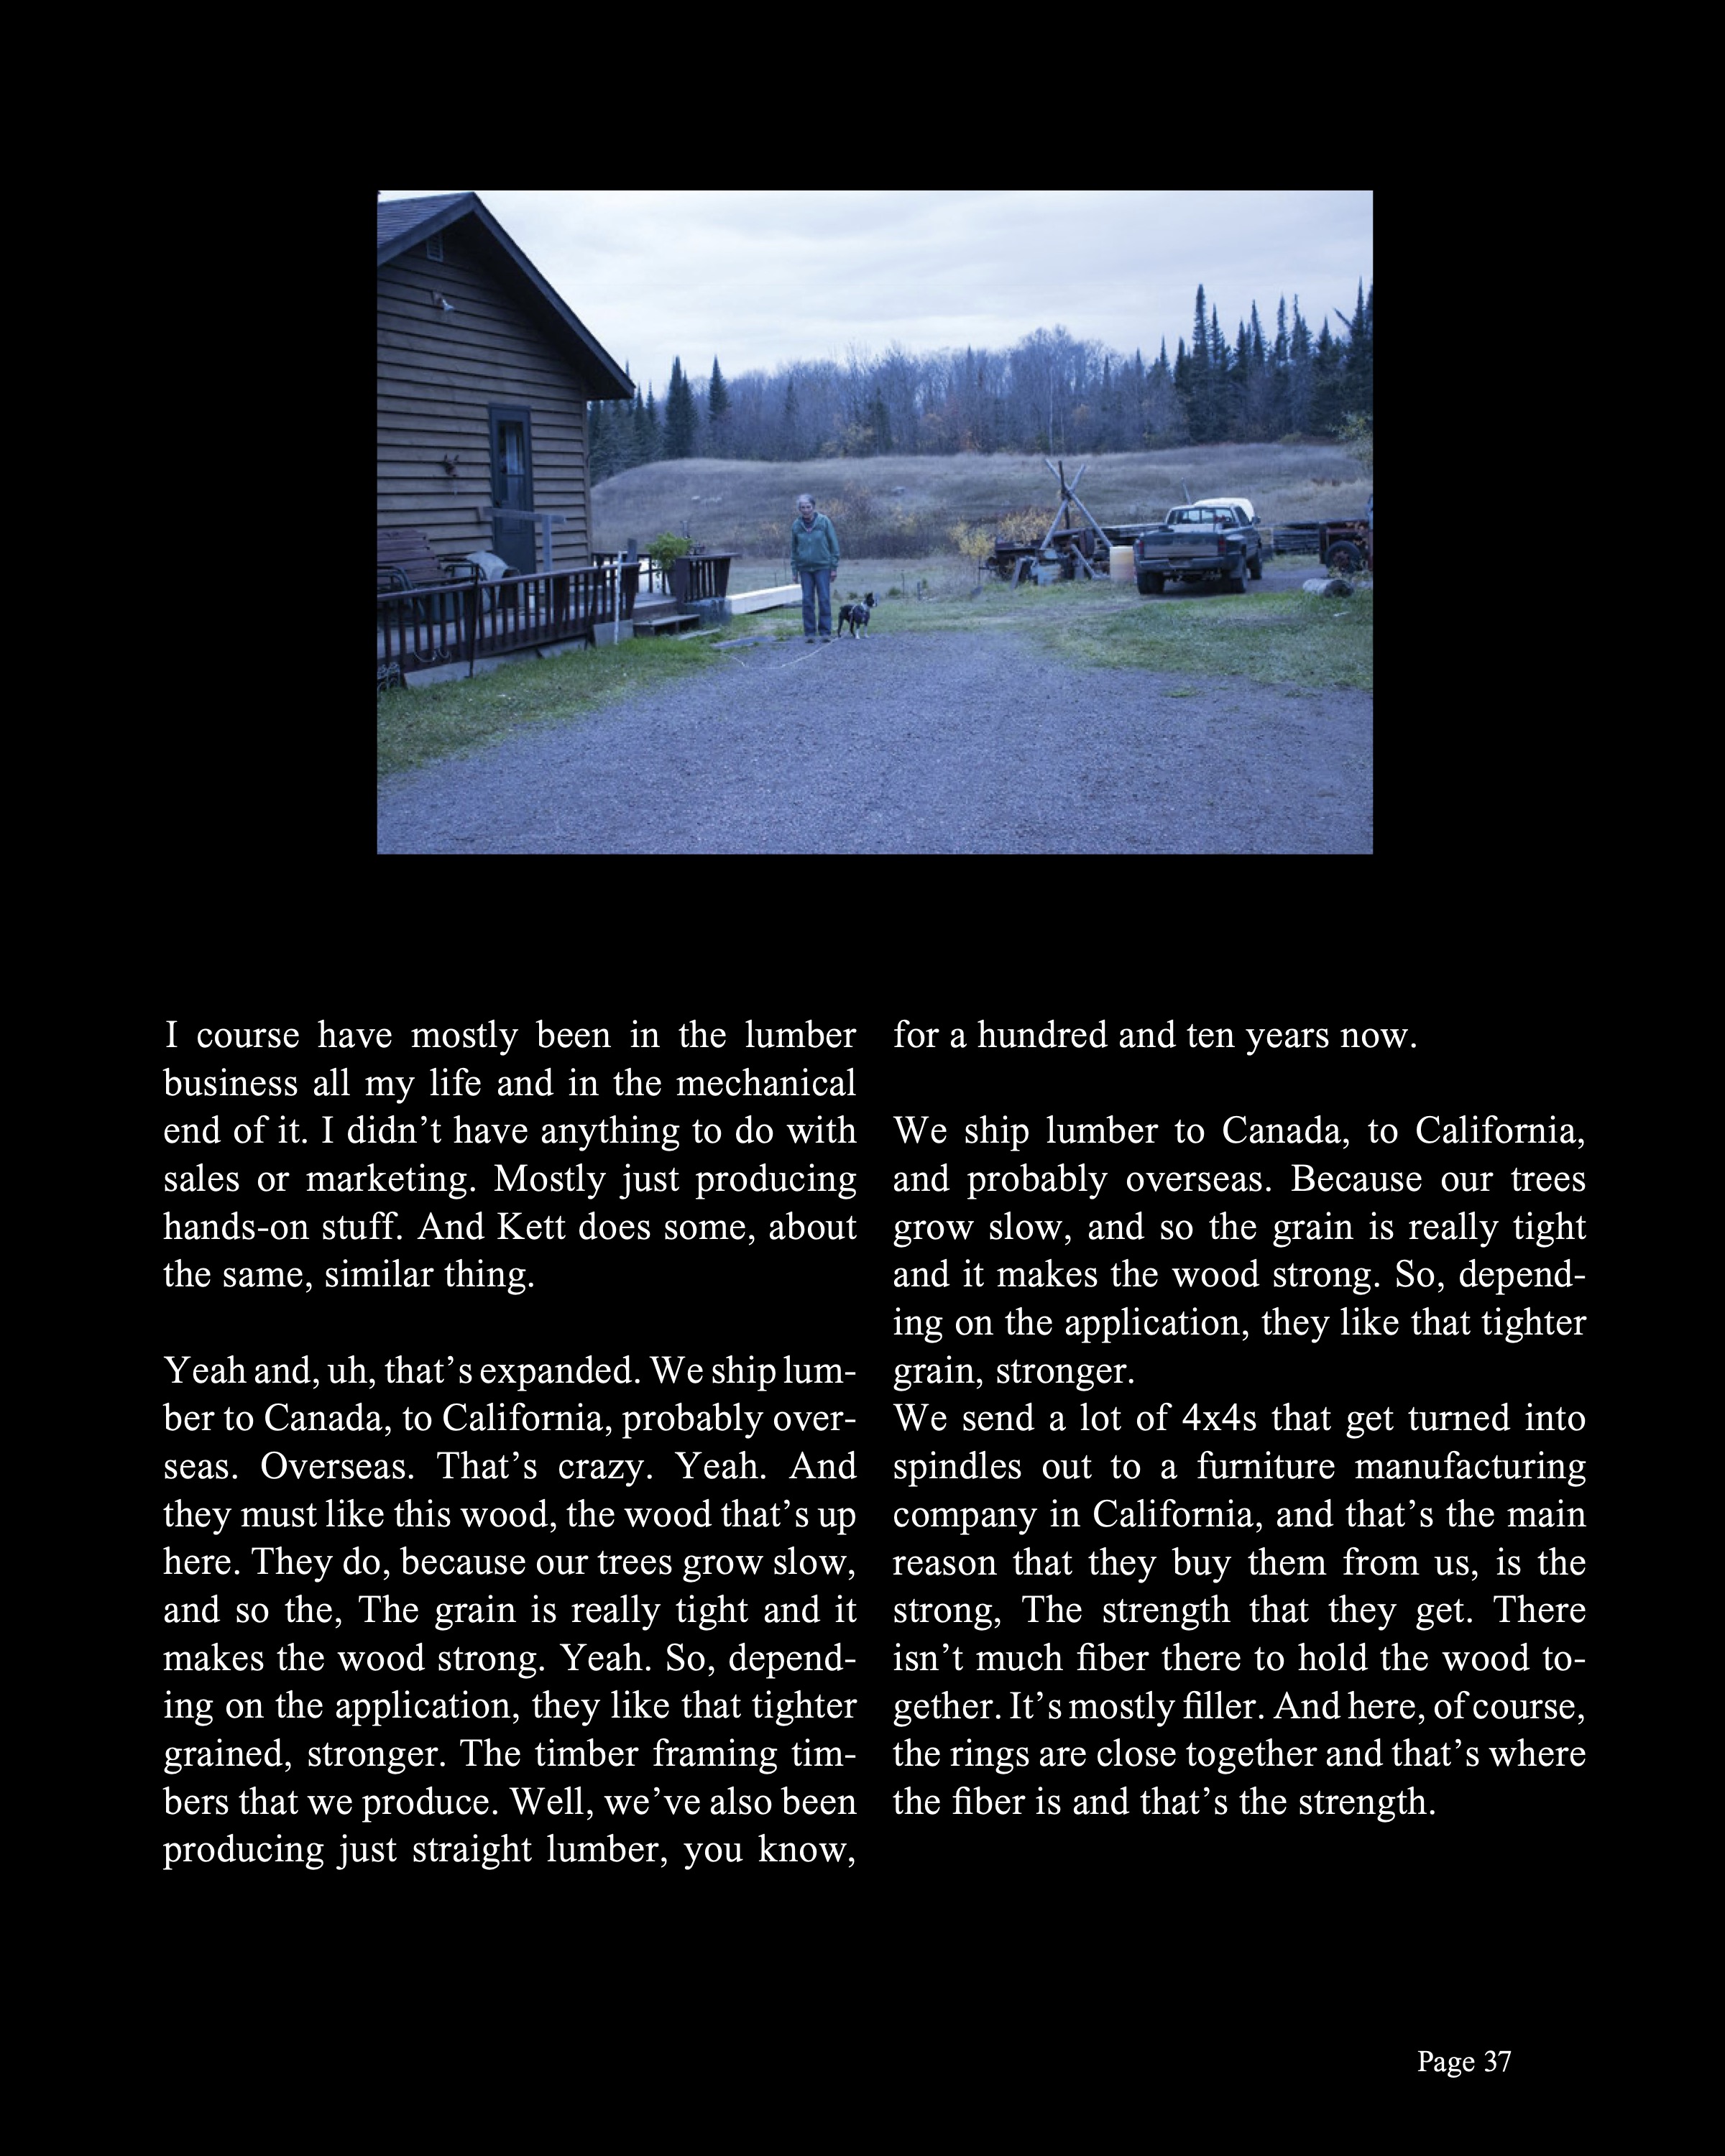 I course have mostly been in the lumber
business all my life and in the mechanical
end of it. I didn’t have anything to do with
sales or marketing. Mostly just producing
hands-on stuff. And Kett does some, about
the same, similar thing.
Yeah and, uh, that’s expanded. We ship lum-
ber to Canada, to California, probably over-
seas. Overseas. That’s crazy. Yeah. And
they must like this wood, the wood that’s up
here. They do, because our trees grow slow,
and so the, The grain is really tight and it
makes the wood strong. Yeah. So, depend-
ing on the application, they like that tighter
grained, stronger. The timber framing tim-
bers that we produce. Well, we’ve also been
producing just straight lumber, you know,
for a hundred and ten years now.
We ship lumber to Canada, to California,
and probably overseas. Because our trees
grow slow, and so the grain is really tight
and it makes the wood strong. So, depend-
ing on the application, they like that tighter
grain, stronger.
We send a lot of 4x4s that get turned into
spindles out to a furniture manufacturing
company in California, and that’s the main
reason that they buy them from us, is the
strong, The strength that they get. There
isn’t much fiber there to hold the wood to-
gether. It’s mostly filler. And here, of course,
the rings are close together and that’s where
the fiber is and that’s the strength.
Page 37